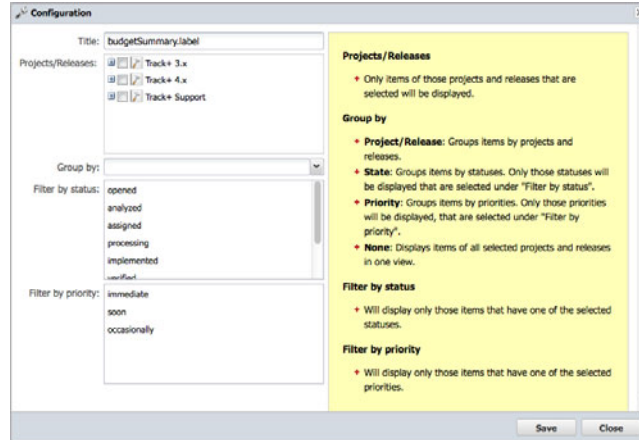 Configuration
Title: budgetSummary.label
Projects/Releases: Track+ 3.x
Track+ 4.x
Track+ Support
Group by:
Filter by status: opened
analyzed
assigned
processing
implemented
verified
Filter by priority: immediate
soon
occasionally
Projects/Releases
+ Only items of those projects and releases that are
selected will be displayed.
Group by
+ Project/Release: Groups items by projects and
releases.
+ State: Groups items by statuses. Only those statuses will
be displayed that are selected under "Filter by status".
+ Priority: Groups items by priorities. Only those priorities
will be displayed, that are selected under "Filter by
priority".
+ None: Displays items of all selected projects and releases
in one view.
Filter by status
+ Will display only those items that have one of the selected
statuses.
Filter by priority
+ Will display only those items that have one of the selected
priorities.
Save Close